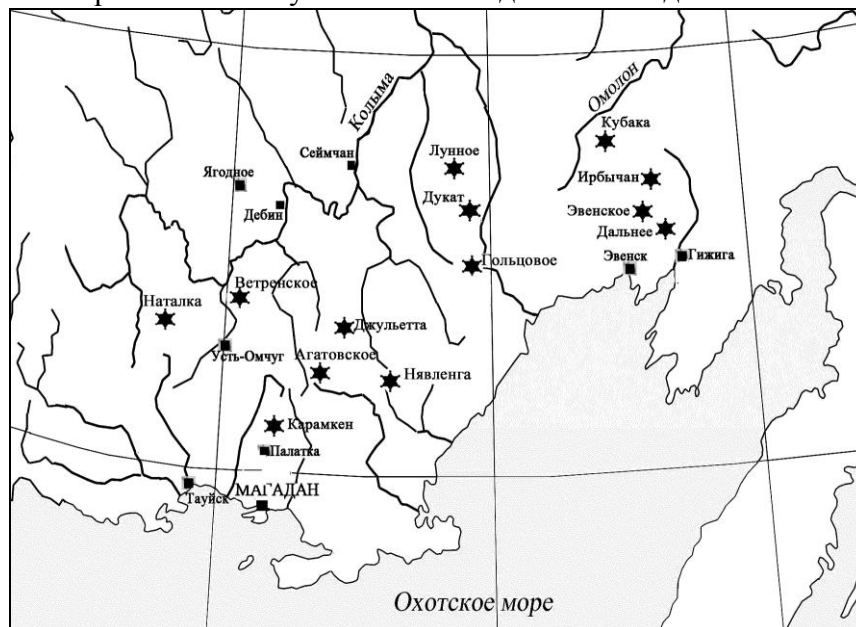 Колыма
Омолон
Кубака
Сеймчан
Лунное
Ягодное
Ирбычан
Дукат
Дебин
Эвенское
Дальнее
Эвенск
Гижига
Гольцовое
Ветренское
Наталка
Джульетта
Усть-Омчуг
Агатовское
Нявленга
Карамкен
Палатка
Тауйск
МАГАДАН
Охотское море